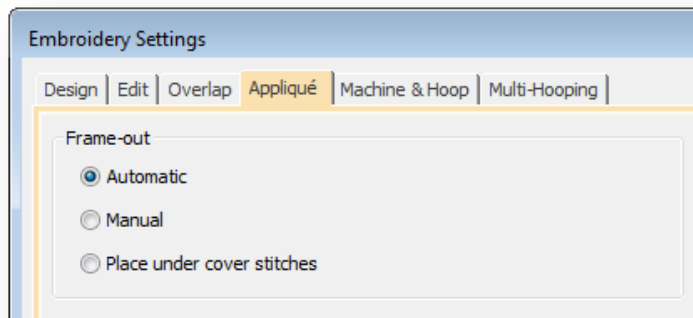 Embroidery Settings
Design Edit Overlap Appliqué Machine & Hoop Multi-Hooping
Frame-out
Automatic
Manual
Place under cover stitches